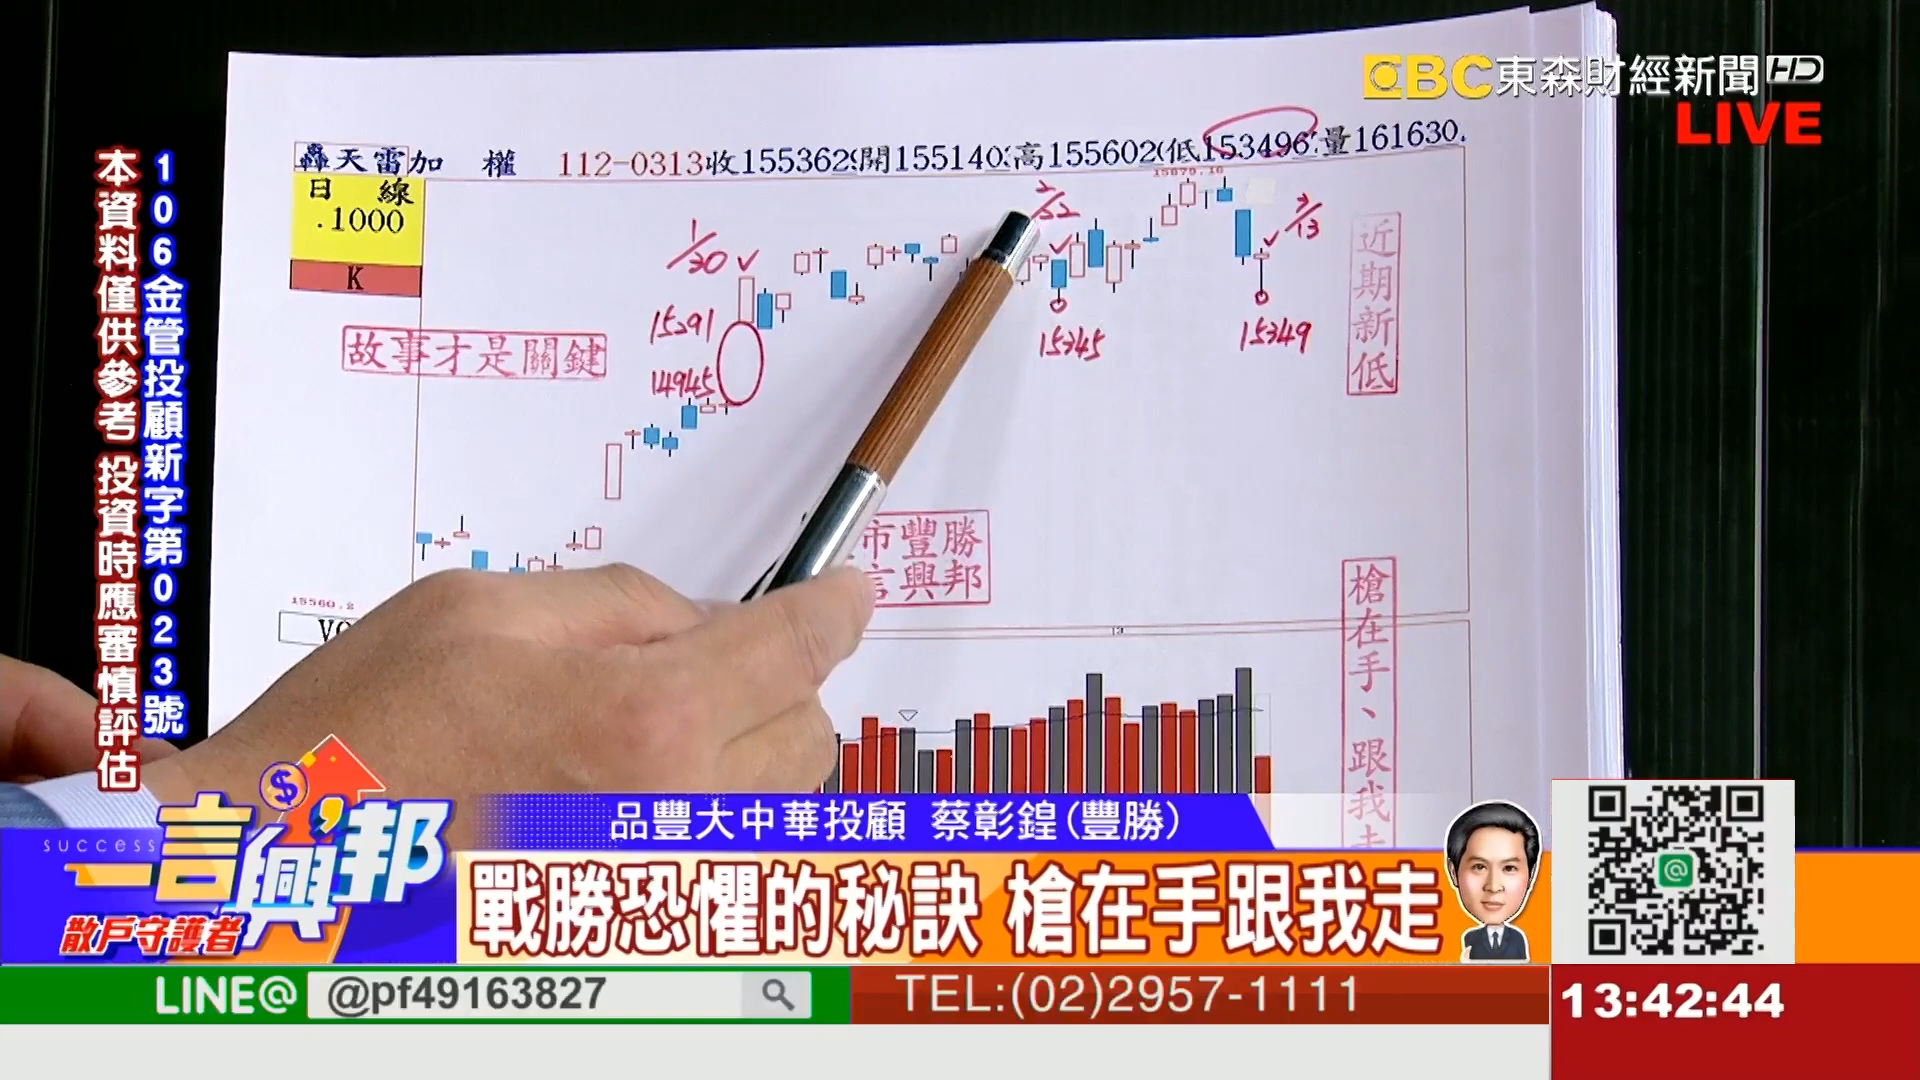 EBC東森財經新聞HD
LIVE
106金管投顧新字第023號
本資料僅供參考 投資時應審慎評估
轟天雷加 權 112-0313收155362開155140高155602低153496量161630.
日 線
.1000
K
15879.16
1/30
15291
14945
15345
3/13
15349
近期新低
故事才是關鍵
市豐勝
言興邦
槍在手、跟我走
15560.2
13
success
一言興邦
散戶守護者
品豐大中華投顧 蔡彰鍠(豐勝)
戰勝恐懼的秘訣 槍在手跟我走
LINE@ @pf49163827
TEL:(02)2957-1111
13:42:44